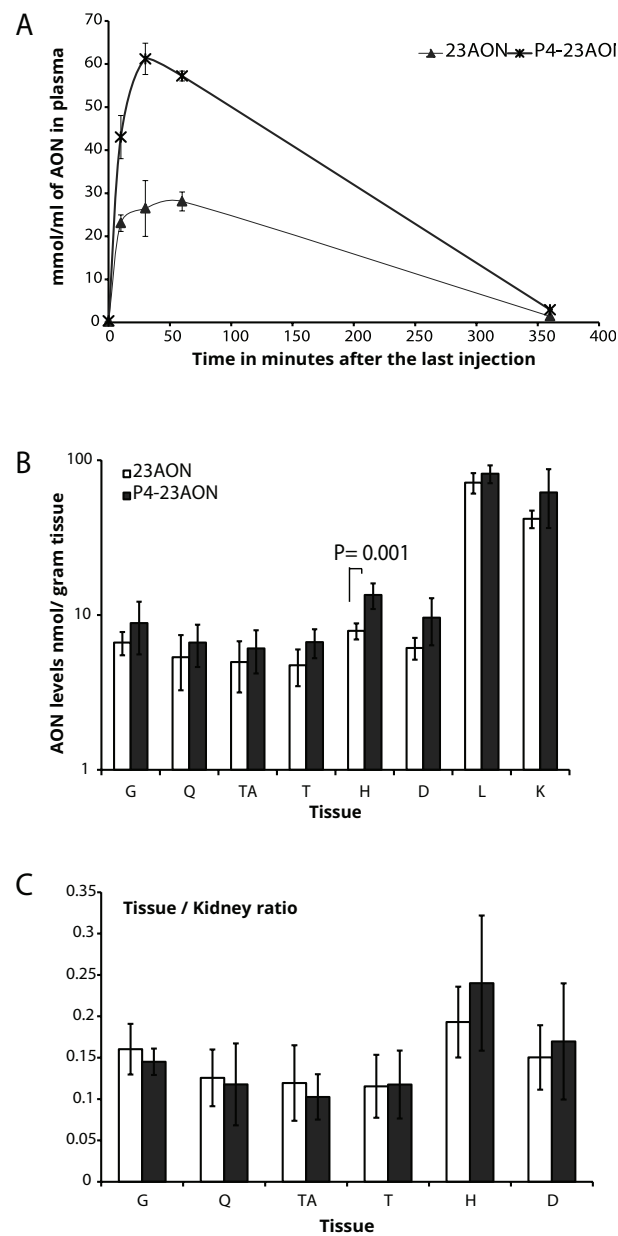 A
23AON P4-23AOI
mmol/ml of AON in plasma
70
60
50
40
30
20
10
0
0 50 100 150 200 250 300 350 400
Time in minutes after the last injection
B
23AON
P4-23AON
AON levels nmol/ gram tissue
100
10
1
P= 0.001
G Q TA T H D L K
Tissue
C
Tissue / Kidney ratio
0.35
0.3
0.25
0.2
0.15
0.1
0.05
0
G Q TA T H D
Tissue